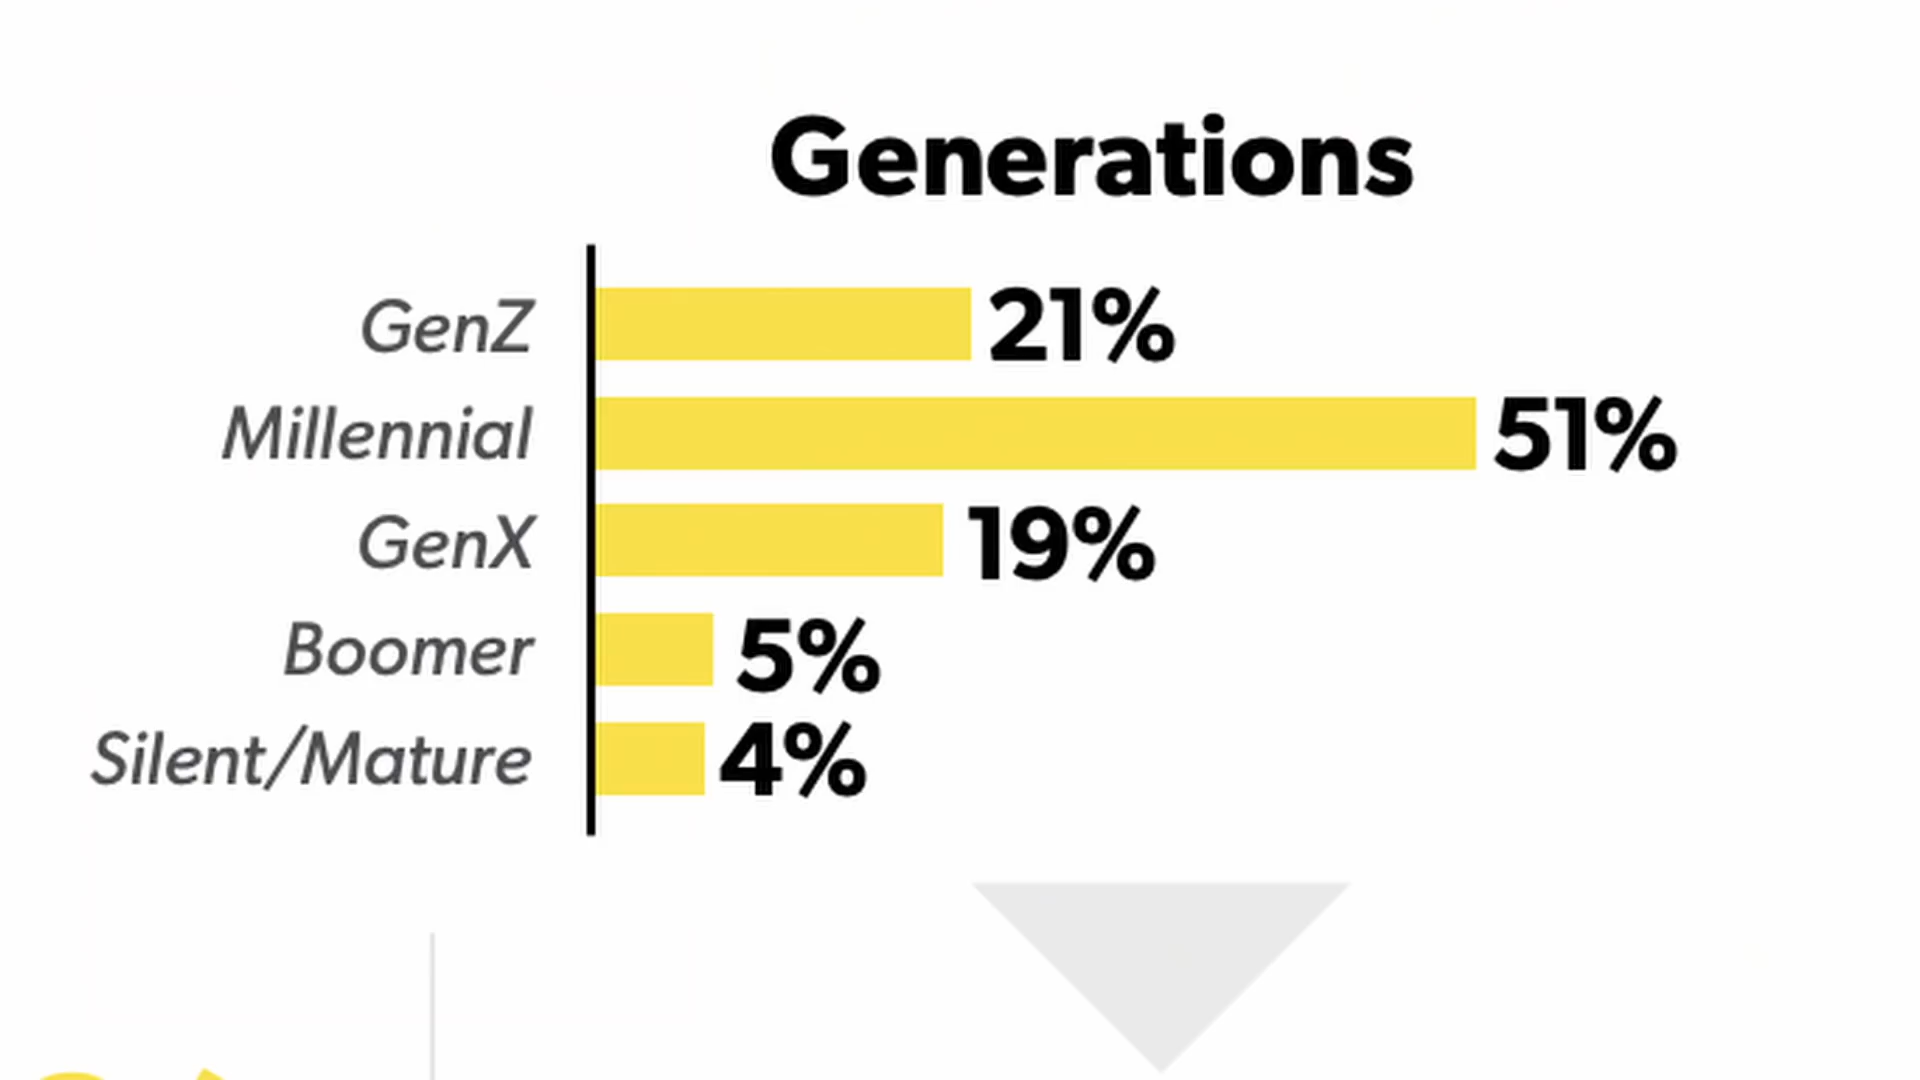 Generations
GenZ 21%
Millennial 51%
GenX 19%
Boomer 5%
Silent/Mature 4%